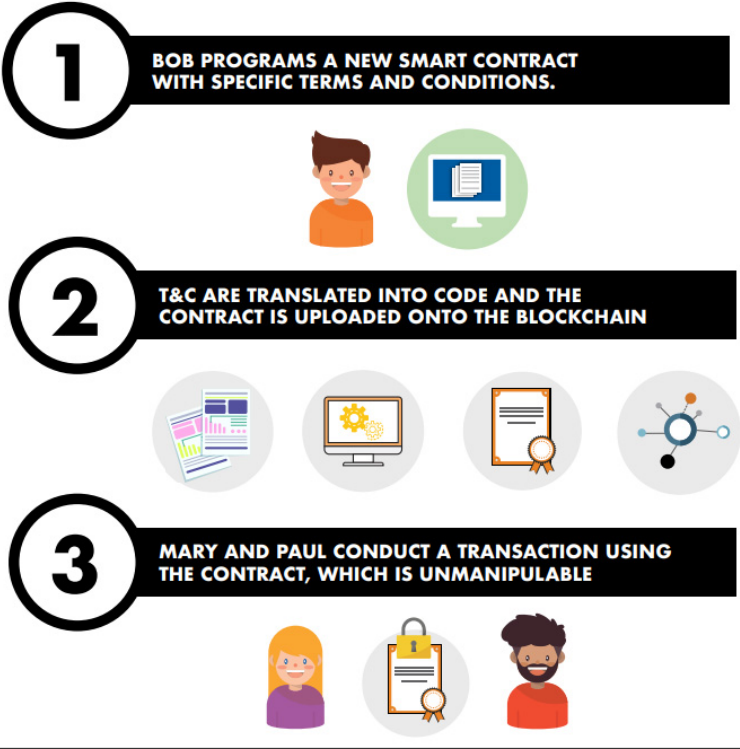 1
BOB PROGRAMS A NEW SMART CONTRACT
WITH SPECIFIC TERMS AND CONDITIONS.
2
T&C ARE TRANSLATED INTO CODE AND THE
CONTRACT IS UPLOADED ONTO THE BLOCKCHAIN
3
MARY AND PAUL CONDUCT A TRANSACTION USING
THE CONTRACT, WHICH IS UNMANIPULABLE